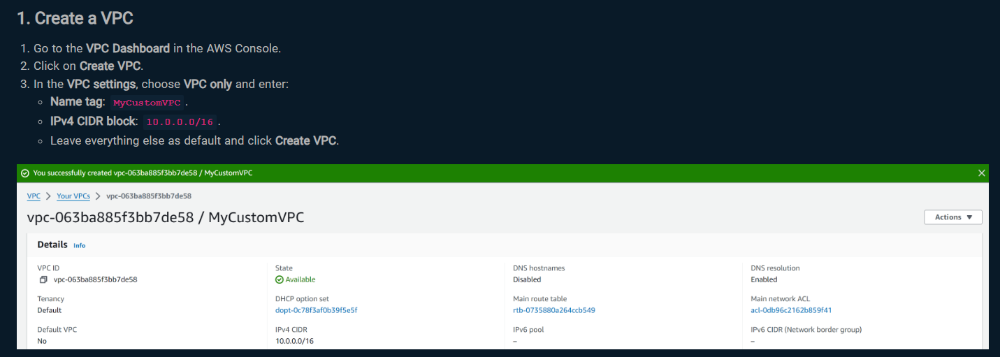 1. Create a VPC
1. Go to the VPC Dashboard in the AWS Console.
2. Click on Create VPC.
3. In the VPC settings, choose VPC only and enter:
Name tag: MyCustomVPC .
IPv4 CIDR block: 10.0.0.0/16 .
Leave everything else as default and click Create VPC.
You successfully created vpc-063ba885f3bb7de58 / MyCustomVPC
VPC > Your VPCs > vpc-063ba885f3bb7de58
vpc-063ba885f3bb7de58 / MyCustomVPC
Actions
Details Info
VPC ID State DNS hostnames DNS resolution
vpc-063ba885f3bb7de58 Available Disabled Enabled
Tenancy DHCP option set Main route table Main network ACL
Default dopt-0c78f3af0b39f5e5f rtb-0735880a264ccb549 acl-0db96c2162b859f41
Default VPC IPv4 CIDR IPv6 pool IPv6 CIDR (Network border group)
No 10.0.0.0/16 – –